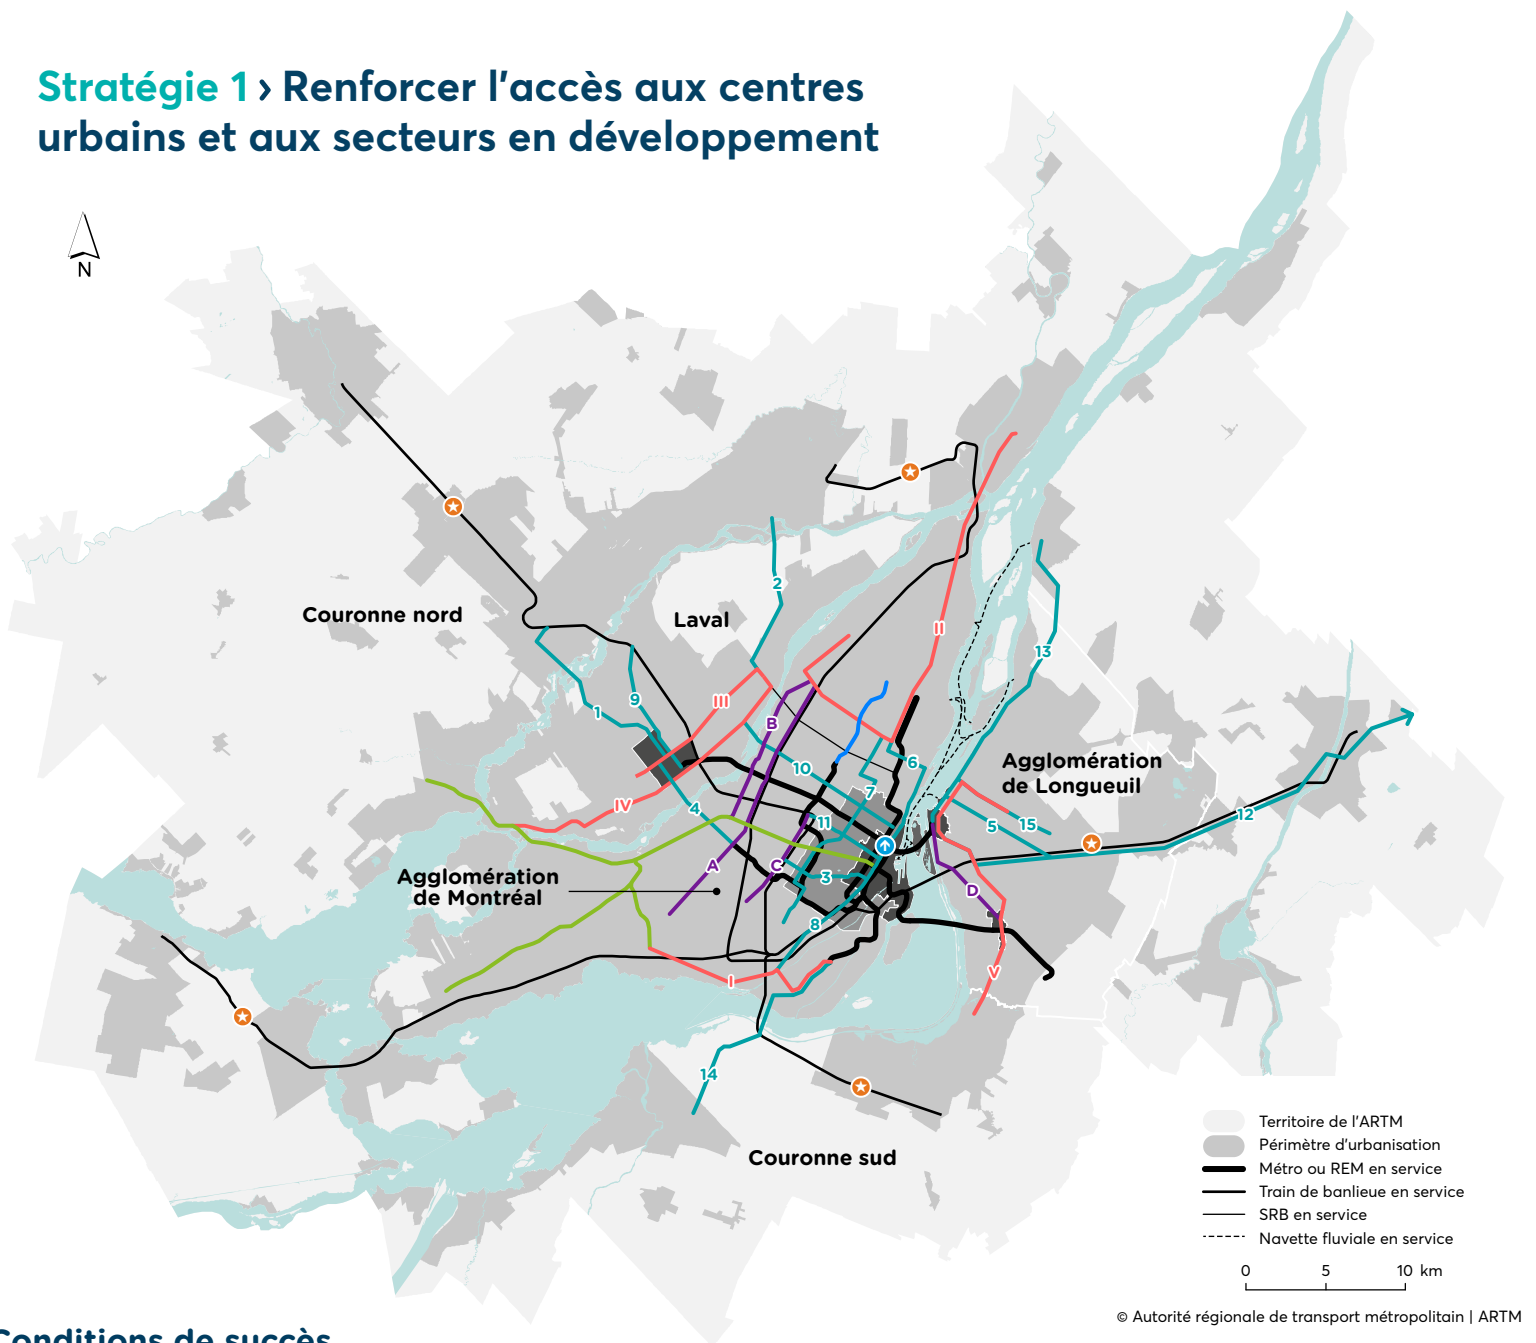 Stratégie 1 › Renforcer l'accès aux centres
urbains et aux secteurs en développement
N
Couronne nord
Laval
Agglomération
de Longueuil
Agglomération
de Montréal
Couronne sud
2
II
13
9
1
III
B
10
6
7
IV
4
11
5
15
12
A
C
3
D
8
I
V
14
Territoire de l'ARTM
Périmètre d'urbanisation
Métro ou REM en service
Train de banlieue en service
SRB en service
Navette fluviale en service
0 5 10 km
© Autorité régionale de transport métropolitain | ARTM
Conditions de succès